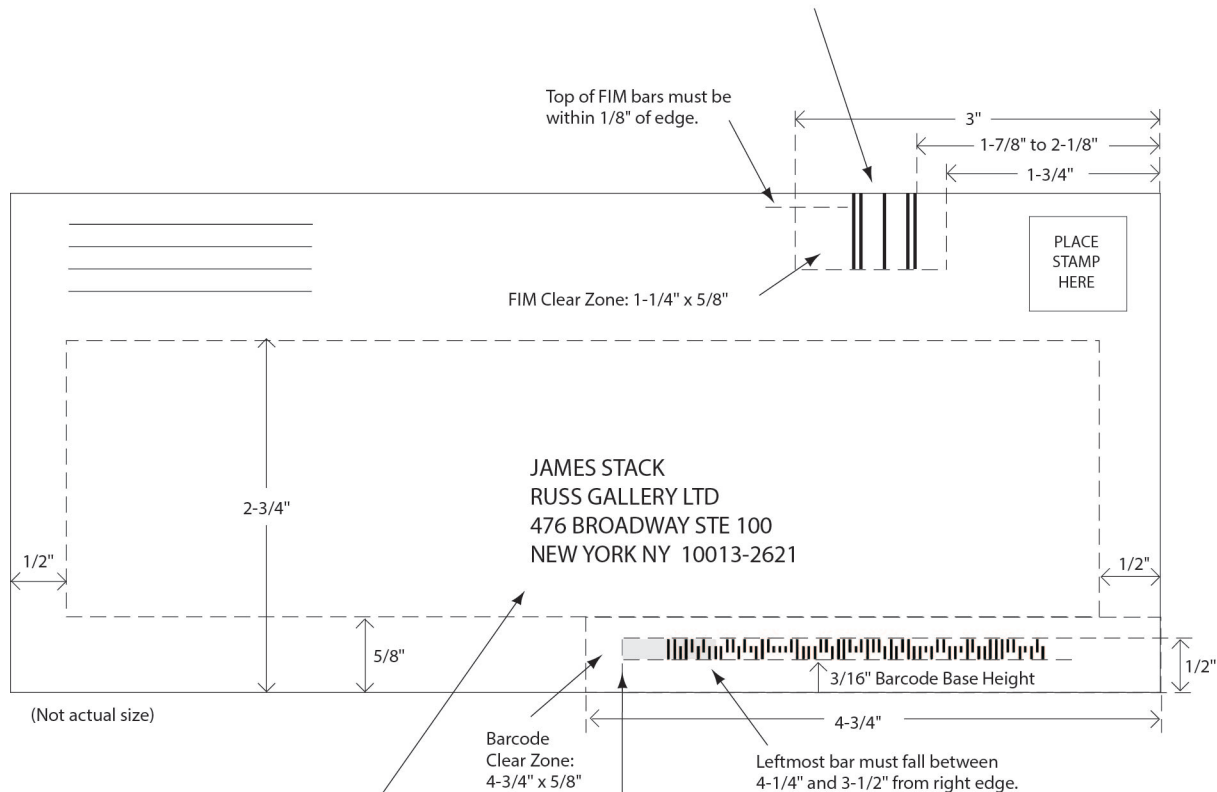 Top of FIM bars must be
within 1/8" of edge.
3"
1-7/8" to 2-1/8"
1-3/4"
PLACE
STAMP
HERE
FIM Clear Zone: 1-1/4" x 5/8"
JAMES STACK
RUSS GALLERY LTD
476 BROADWAY STE 100
NEW YORK NY  10013-2621
2-3/4"
1/2"
1/2"
5/8"
3/16" Barcode Base Height
1/2"
(Not actual size)
4-3/4"
Barcode
Clear Zone:
4-3/4" x 5/8"
Leftmost bar must fall between
4-1/4" and 3-1/2" from right edge.